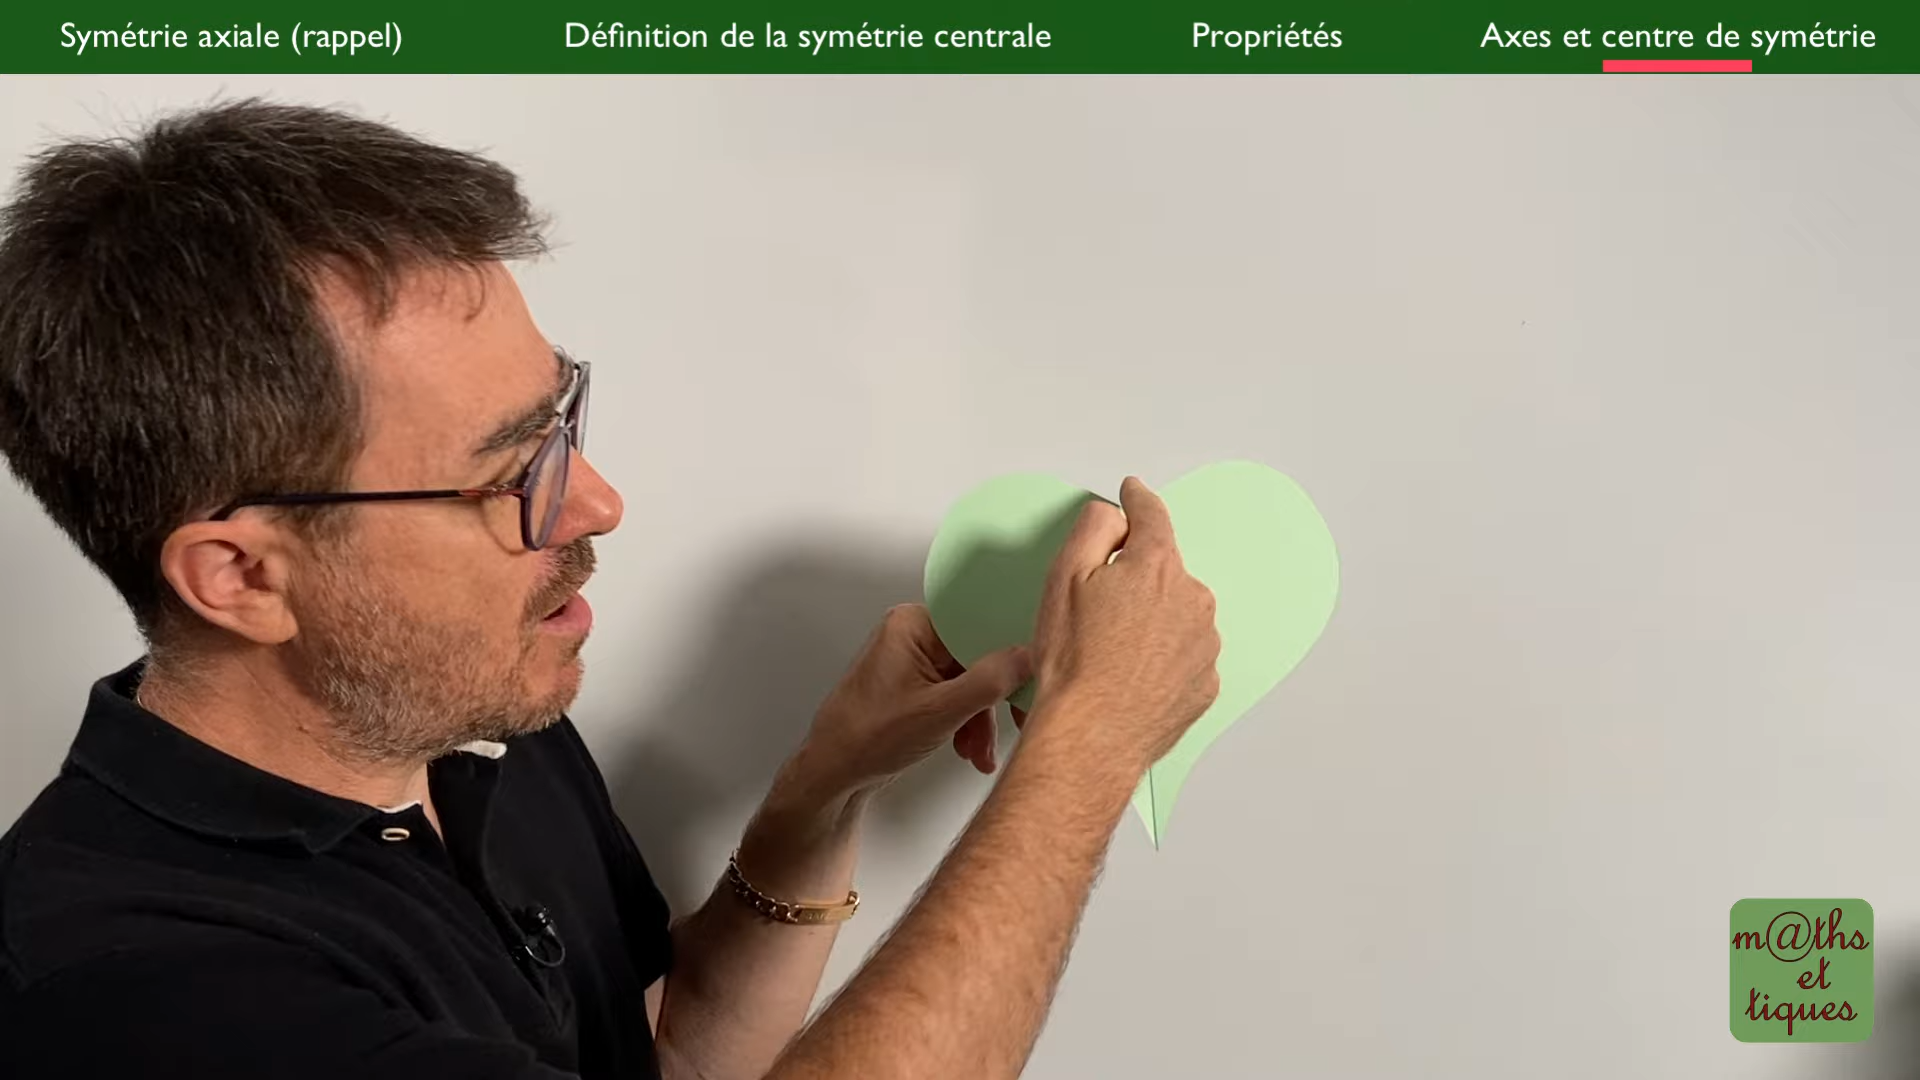 Symétrie axiale (rappel)
Définition de la symétrie centrale
Propriétés
Axes et centre de symétrie
m@ths
et
tiques